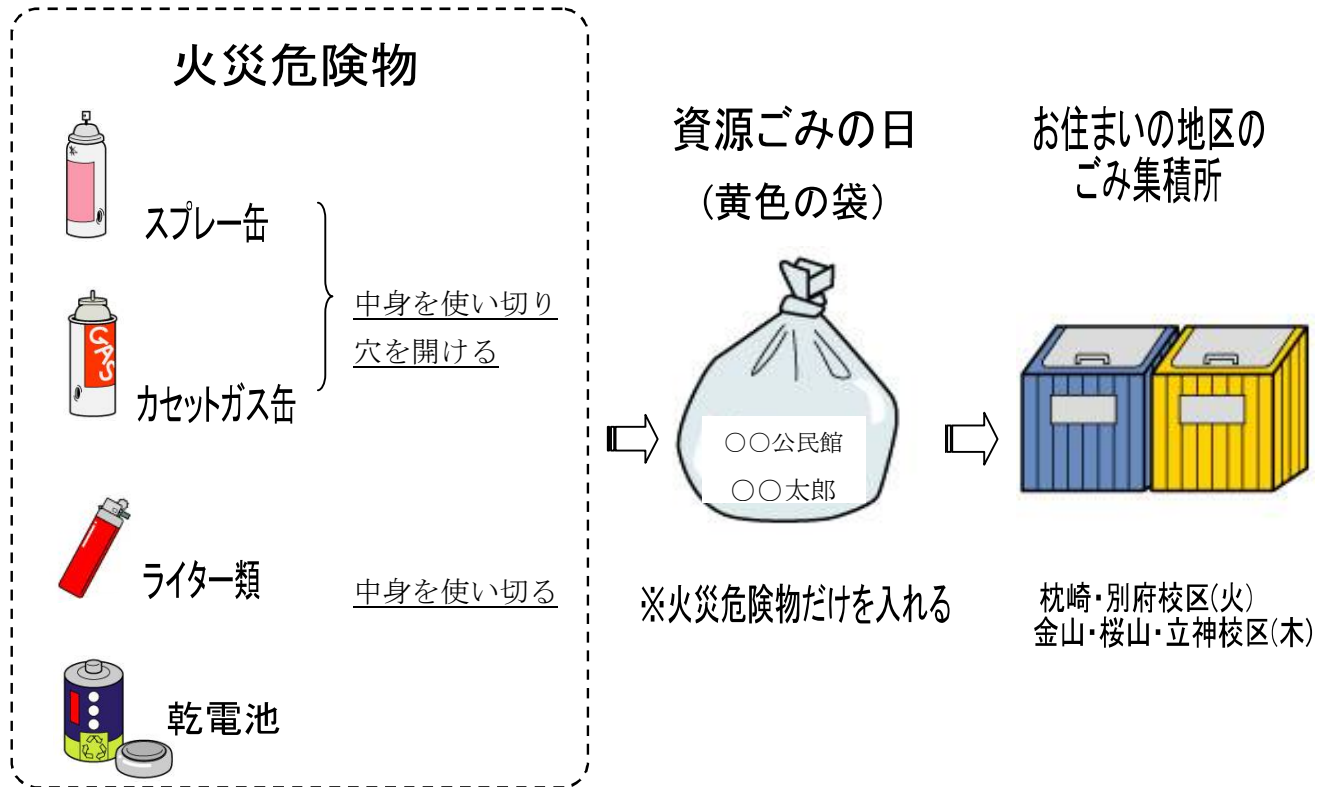 火災危険物
スプレー缶
カセットガス缶
中身を使い切り
穴を開ける
GAS
ライター類
中身を使い切る
乾電池
資源ごみの日
(黄色の袋)
〇〇公民館
〇〇太郎
※火災危険物だけを入れる
お住まいの地区の
ごみ集積所
枕崎・別府校区(火)
金山・桜山・立神校区(木)